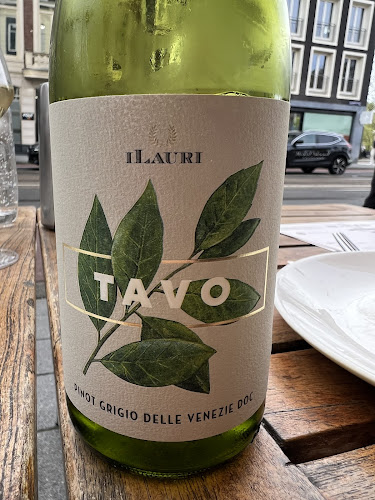 iLAURI
TAVO
PINOT GRIGIO DELLE VENEZIE DOC